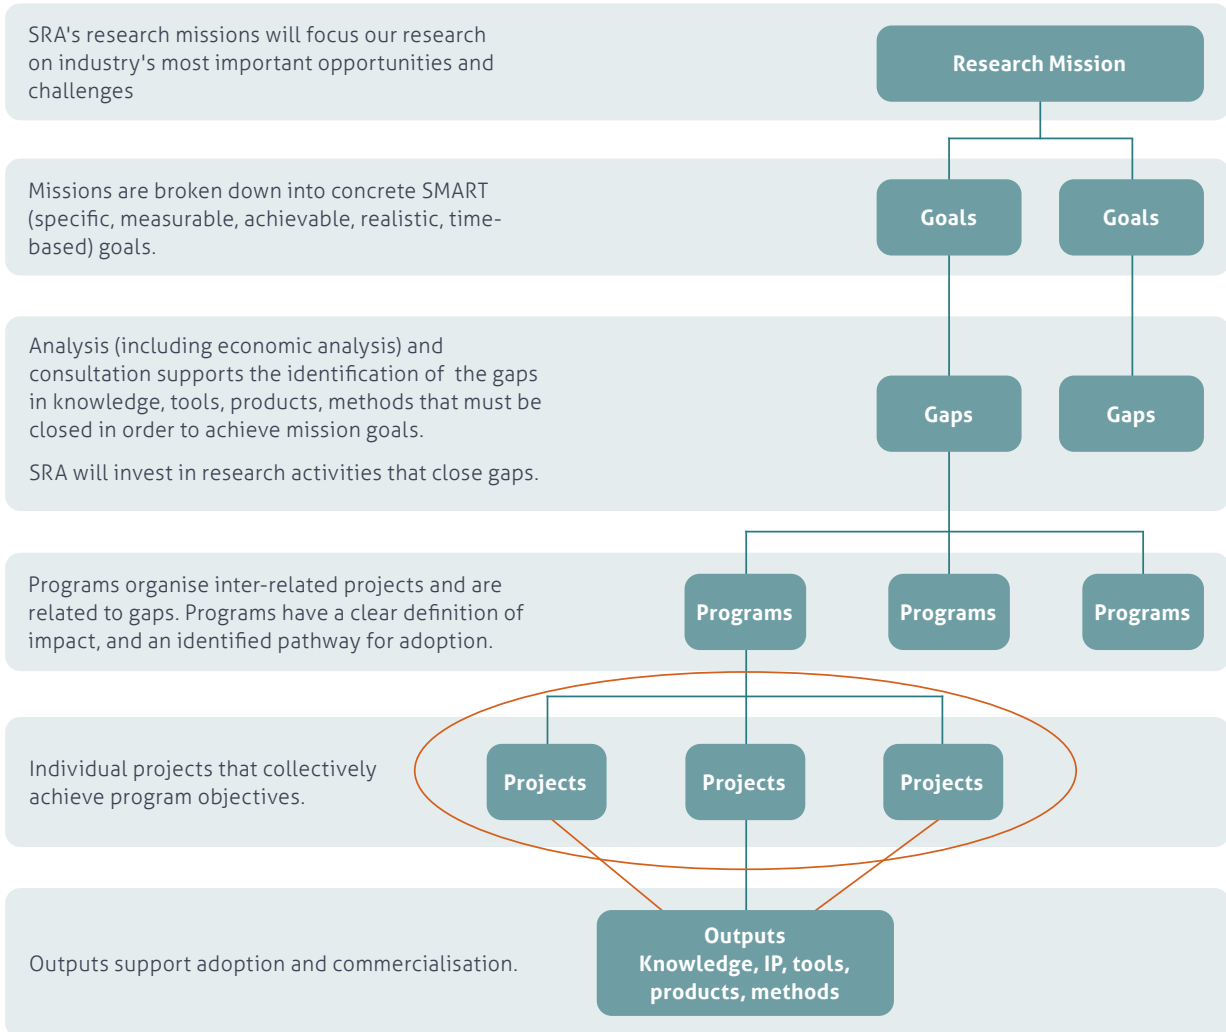 SRA's research missions will focus our research
on industry's most important opportunities and
challenges
Research Mission
Missions are broken down into concrete SMART
(specific, measurable, achievable, realistic, time-
based) goals.
Goals
Goals
Analysis (including economic analysis) and
consultation supports the identification of the gaps
in knowledge, tools, products, methods that must be
closed in order to achieve mission goals.
SRA will invest in research activities that close gaps.
Gaps
Gaps
Programs organise inter-related projects and are
related to gaps. Programs have a clear definition of
impact, and an identified pathway for adoption.
Programs
Programs
Programs
Individual projects that collectively
achieve program objectives.
Projects
Projects
Projects
Outputs support adoption and commercialisation.
Outputs
Knowledge, IP, tools,
products, methods